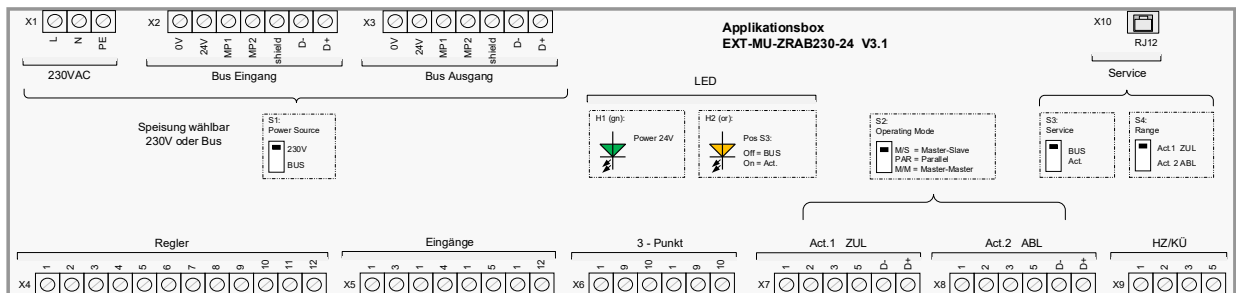 X1 L N PE
X2 0V 24V MP1 MP2 shield D- D+
X3 0V 24V MP1 MP2 shield D- D+
Applikationsbox
EXT-MU-ZRAB230-24 V3.1
X10
RJ12
230VAC
Bus Eingang
Bus Ausgang
Service
LED
Speisung wählbar
230V oder Bus
S1:
Power Source
230V
BUS
H1 (gn):
Power 24V
H2 (or):
Pos S3:
Off = BUS
On = Act.
S2:
Operating Mode
M/S = Master-Slave
PAR = Parallel
M/M = Master-Master
S3:
Service
BUS
Act.
S4:
Range
Act.1 ZUL
Act. 2 ABL
Regler
Eingänge
3 - Punkt
Act.1 ZUL
Act.2 ABL
HZ/KÜ
X4 1 2 3 4 5 6 7 8 9 10 11 12
X5 1 3 1 4 1 5 1 12
X6 1 9 10 1 9 10
X7 1 2 3 5 D- D+
X8 1 2 3 5 D- D+
X9 1 2 3 5